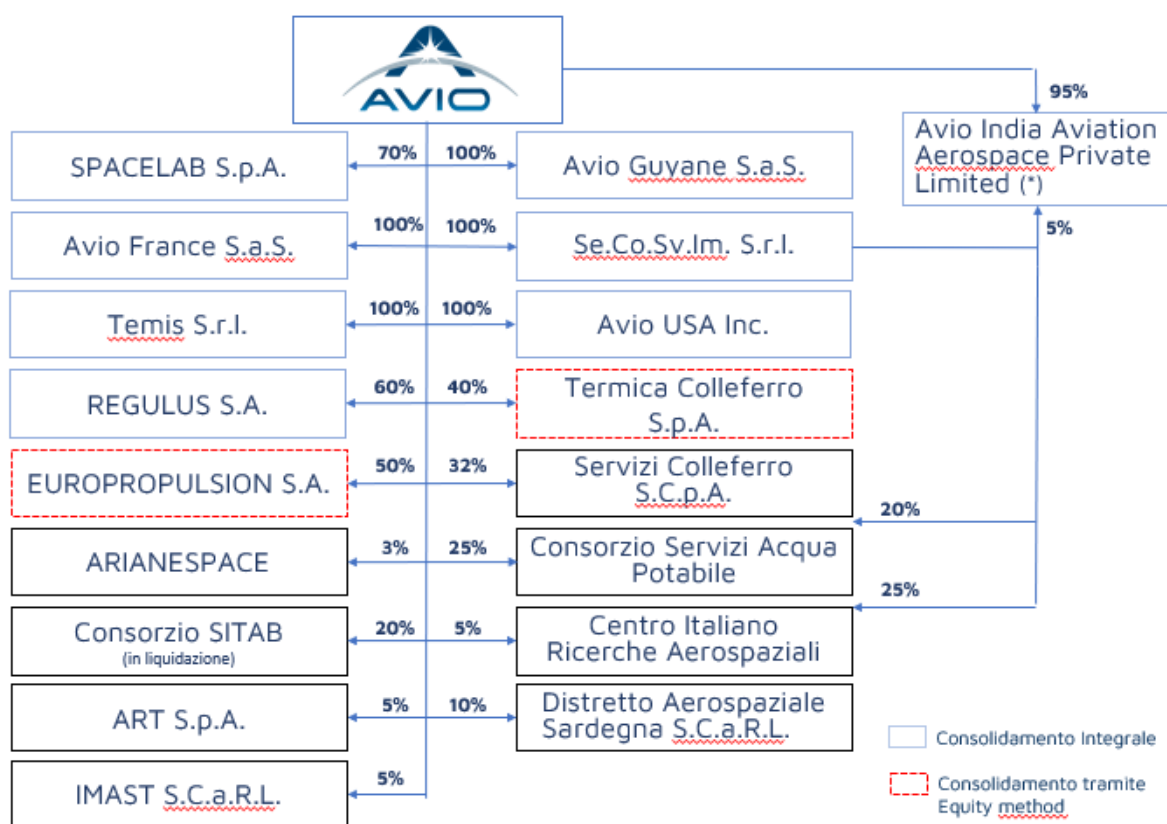 AVIO
95%
Avio India Aviation
Aerospace Private
Limited (*)
5%
SPACELAB S.p.A.
70%
100%
Avio Guyane S.a.S.
Avio France S.a.S.
100%
100%
Se.Co.Sv.Im. S.r.l.
Temis S.r.l.
100%
100%
Avio USA Inc.
REGULUS S.A.
60%
40%
Termica Colleferro
S.p.A.
EUROPROPULSION S.A.
50%
32%
Servizi Colleferro
S.C.p.A.
20%
ARIANESPACE
3%
25%
Consorzio Servizi Acqua
Potabile
25%
Consorzio SITAB
(in liquidazione)
20%
5%
Centro Italiano
Ricerche Aerospaziali
ART S.p.A.
5%
10%
Distretto Aerospaziale
Sardegna S.C.a.R.L.
IMAST S.C.a.R.L.
5%
Consolidamento Integrale
Consolidamento tramite
Equity method